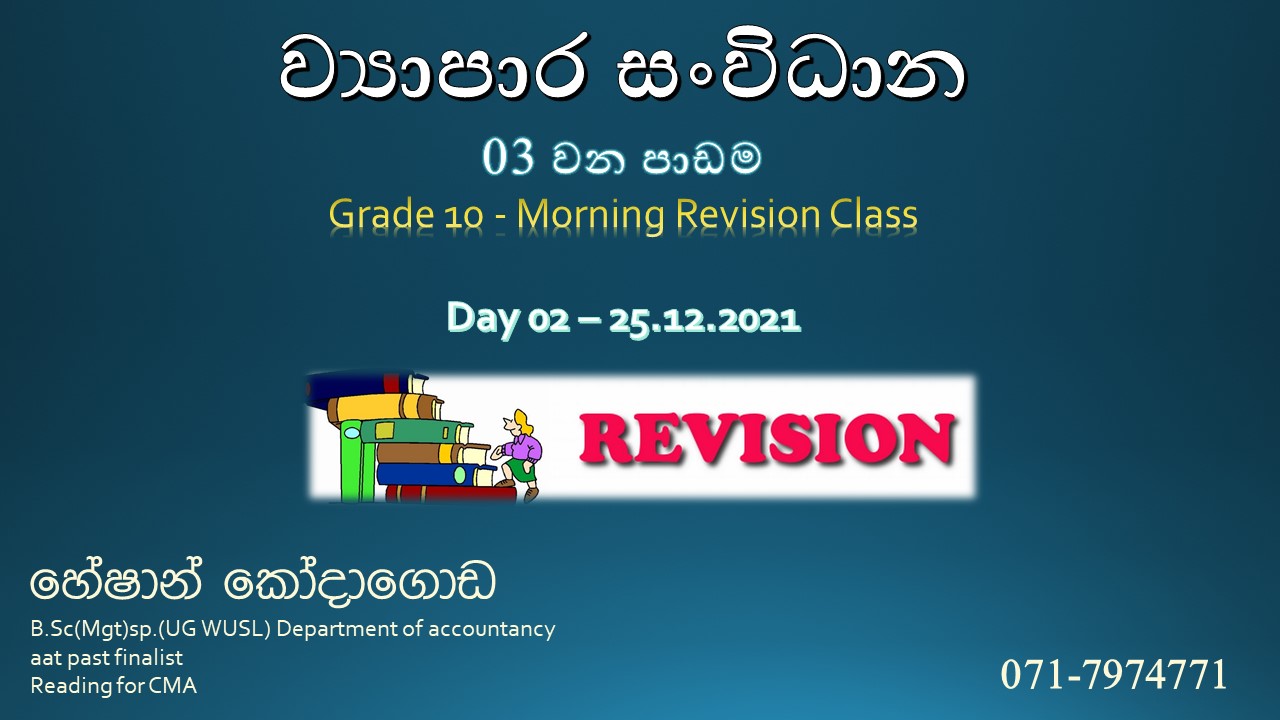 ව්‍යාපාර සංවිධාන
03 වන පාඩම
Grade 10 - Morning Revision Class
Day 02 – 25.12.2021
REVISION
හේෂාන් කෝදාගොඩ
B.Sc(Mgt)sp.(UG WUSL) Department of accountancy
aat past finalist
Reading for CMA
071-7974771